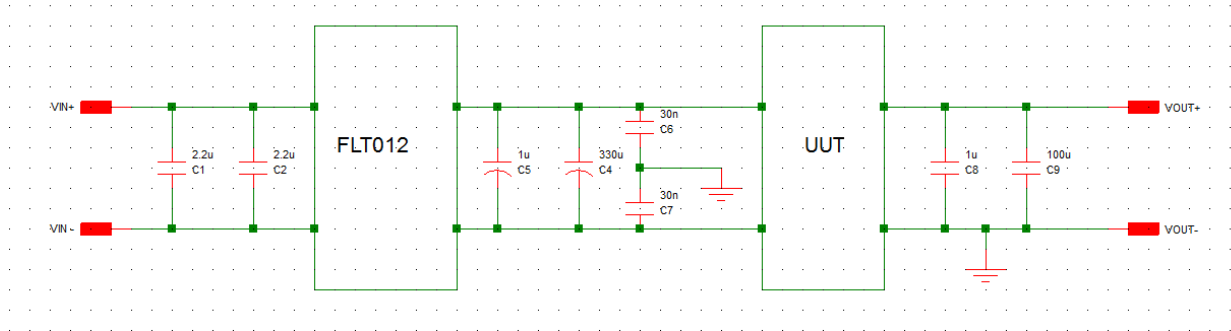 VIN+
VIN-
2.2u
C1
2.2u
C2
FLT012
1u
C5
330u
C4
30n
C6
30n
C7
UUT
1u
C8
100u
C9
VOUT+
VOUT-